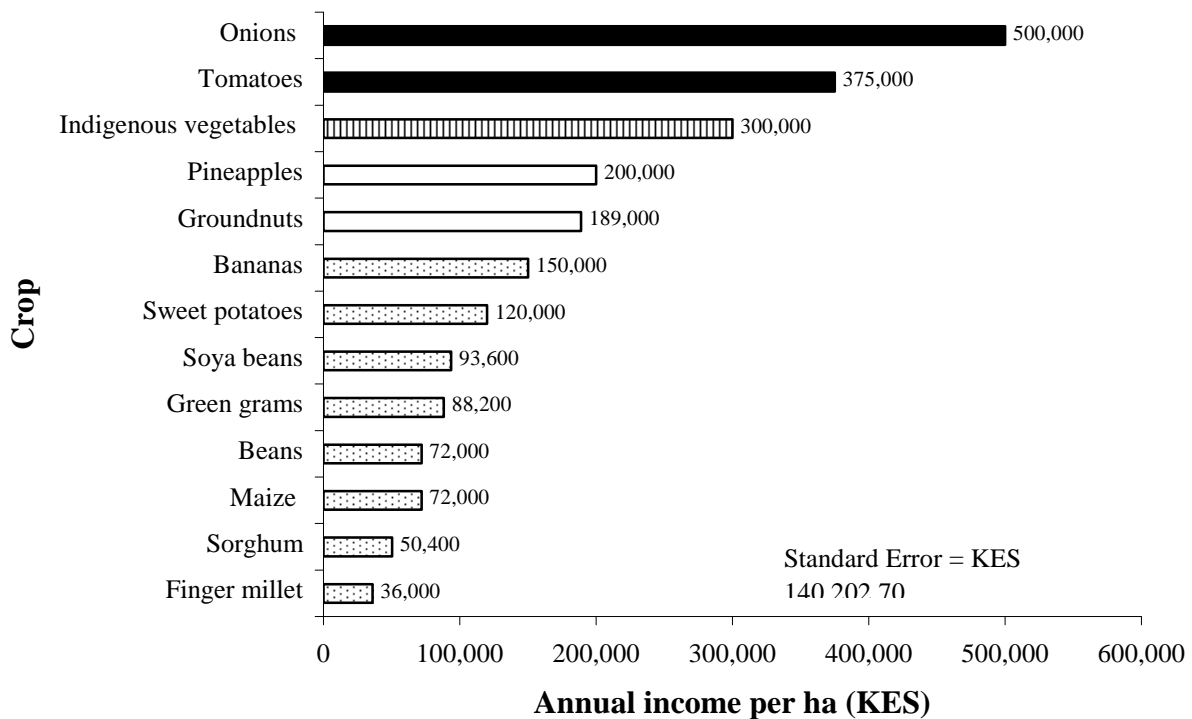 Onions 500,000
Tomatoes 375,000
Indigenous vegetables 300,000
Pineapples 200,000
Groundnuts 189,000
Bananas 150,000
Sweet potatoes 120,000
Soya beans 93,600
Green grams 88,200
Beans 72,000
Maize 72,000
Sorghum 50,400
Finger millet 36,000
Crop
Standard Error = KES
140,202.70
0 100,000 200,000 300,000 400,000 500,000 600,000
Annual income per ha (KES)